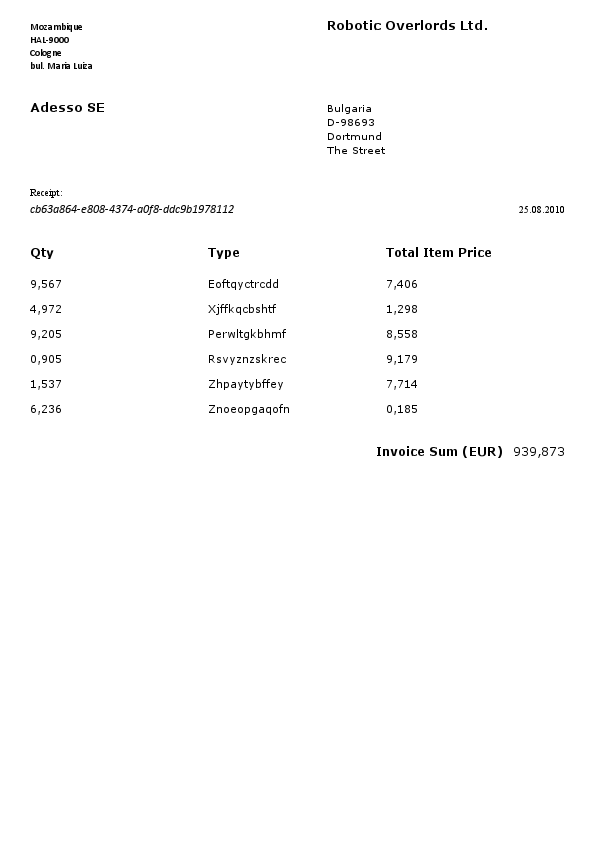 Mozambique
HAL-9000
Cologne
bul. Maria Luiza
Robotic Overlords Ltd.
Adesso SE
Bulgaria
D-98693
Dortmund
The Street
Receipt:
cb63a864-e808-4374-a0f8-ddc9b1978112
25.08.2010
Qty Type Total Item Price
9,567 Eoftqyctrcdd 7,406
4,972 Xjffkqcbshtf 1,298
9,205 Perwltgkbhmf 8,558
0,905 Rsvyznzskrec 9,179
1,537 Zhpaytybffey 7,714
6,236 Znoeopgaqofn 0,185
Invoice Sum (EUR) 939,873